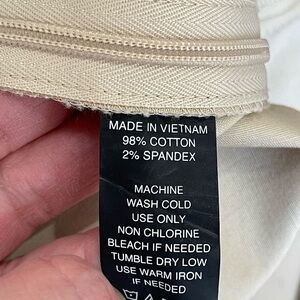 MADE IN VIETNAM
98% COTTON
2% SPANDEX
MACHINE
WASH COLD
USE ONLY
NON CHLORINE
BLEACH IF NEEDED
TUMBLE DRY LOW
USE WARM IRON
IF NEEDED